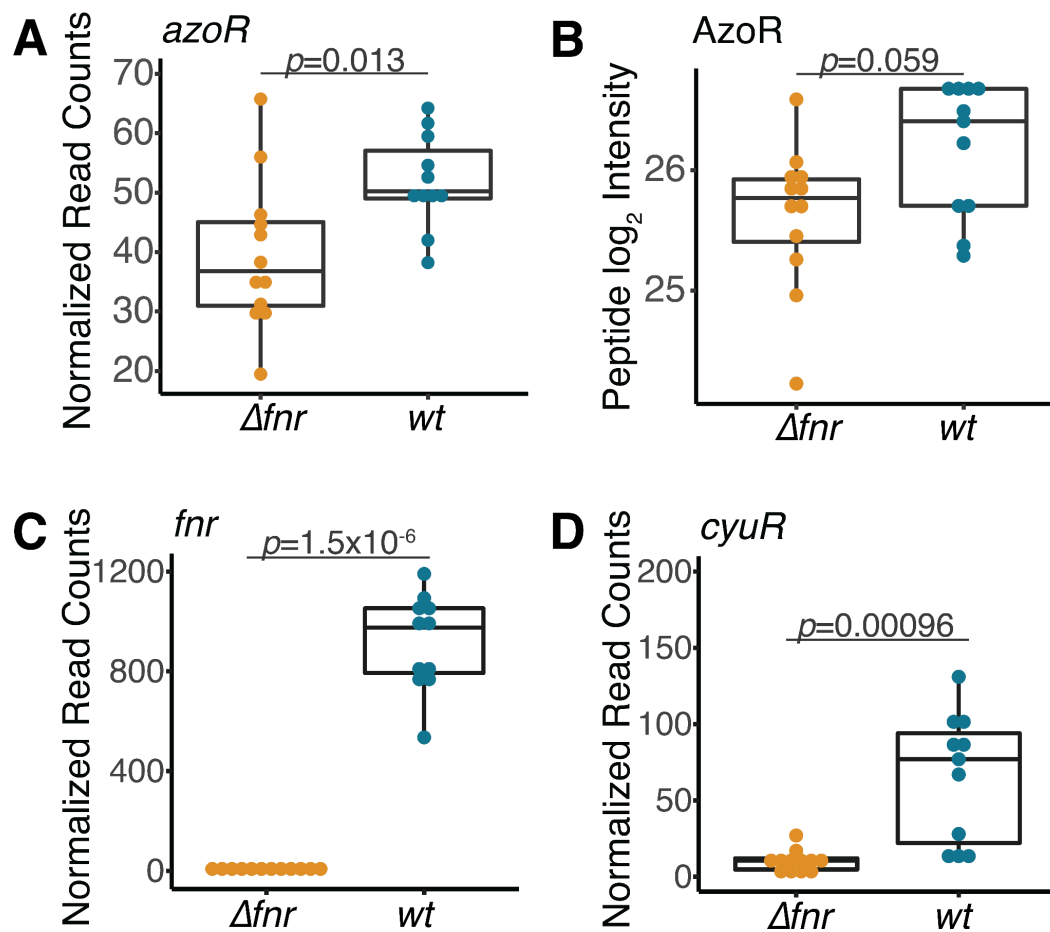 A
azoR
p=0.013
Normalized Read Counts
70
60
50
40
30
20
Δfnr
wt
B
AzoR
p=0.059
Peptide log₂ Intensity
26
25
Δfnr
wt
C
fnr
p=1.5x10⁻⁶
Normalized Read Counts
1200
800
400
0
Δfnr
wt
D
cyuR
p=0.00096
Normalized Read Counts
200
150
100
50
0
Δfnr
wt